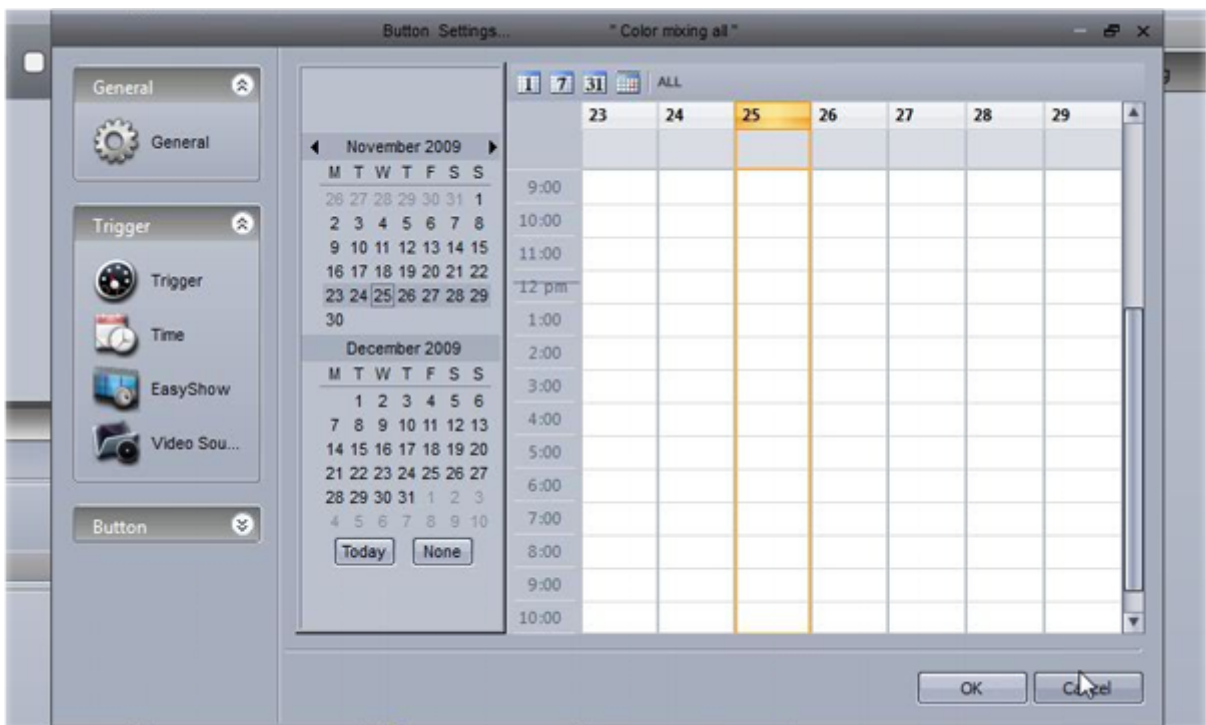 Button Settings... " Color mixing all "
General
General
Trigger
Trigger
Time
EasyShow
Video Sou...
Button
November 2009
M T W T F S S
26 27 28 29 30 31 1
2 3 4 5 6 7 8
9 10 11 12 13 14 15
16 17 18 19 20 21 22
23 24 25 26 27 28 29
30
December 2009
M T W T F S S
1 2 3 4 5 6
7 8 9 10 11 12 13
14 15 16 17 18 19 20
21 22 23 24 25 26 27
28 29 30 31 1 2 3
4 5 6 7 8 9 10
Today None
1 7 31 ALL
23 24 25 26 27 28 29
9:00
10:00
11:00
12 pm
1:00
2:00
3:00
4:00
5:00
6:00
7:00
8:00
9:00
10:00
OK Cancel